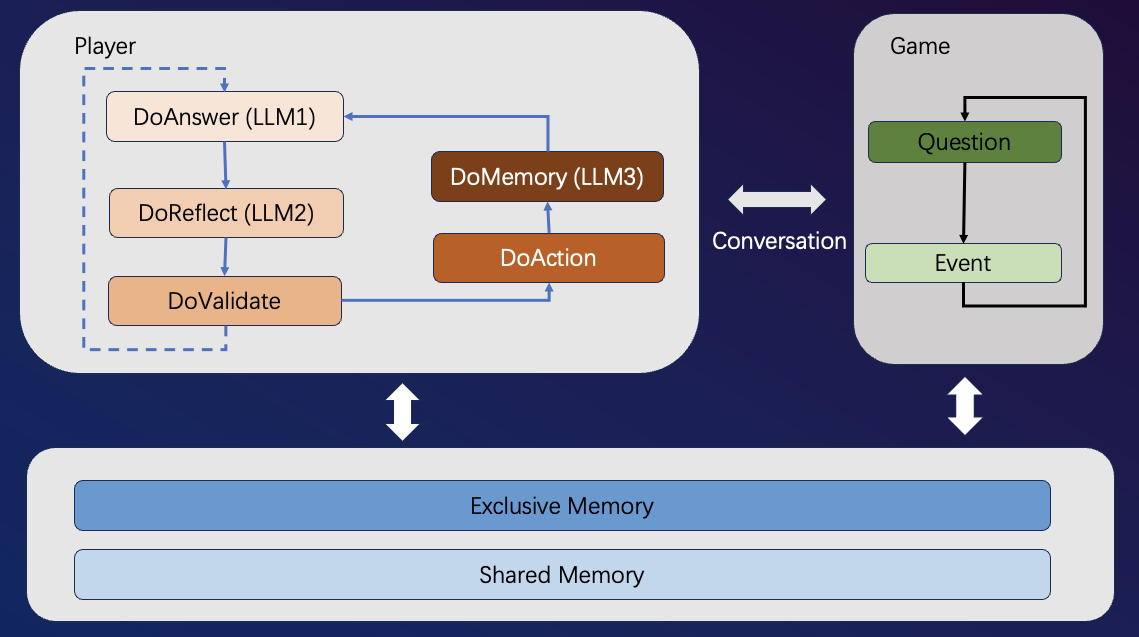 Player
DoAnswer (LLM1)
DoReflect (LLM2)
DoValidate
DoMemory (LLM3)
DoAction
Conversation
Game
Question
Event
Exclusive Memory
Shared Memory